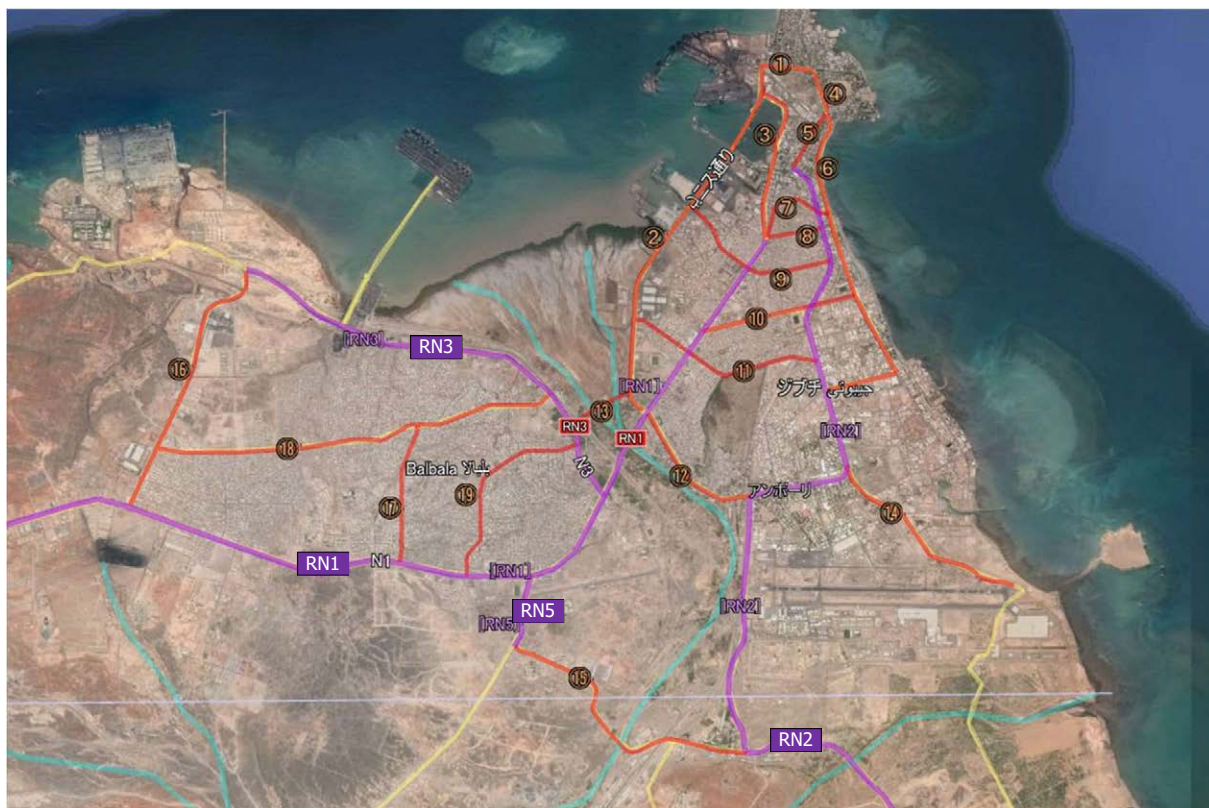 ①
④
③
⑤
ユニス通り
⑥
⑦
②
⑧
⑨
⑩
[RN3]
RN3
⑪
⑯
[RN1]
ジブチ جيبوتي
⑬
RN3
RN1
[RN2]
⑱
Balbala بلبالا
N3
⑲
⑫
アンボーリ
⑰
⑭
RN1
N1
[RN1]
RN5
[RN2]
[RN5]
⑮
RN2